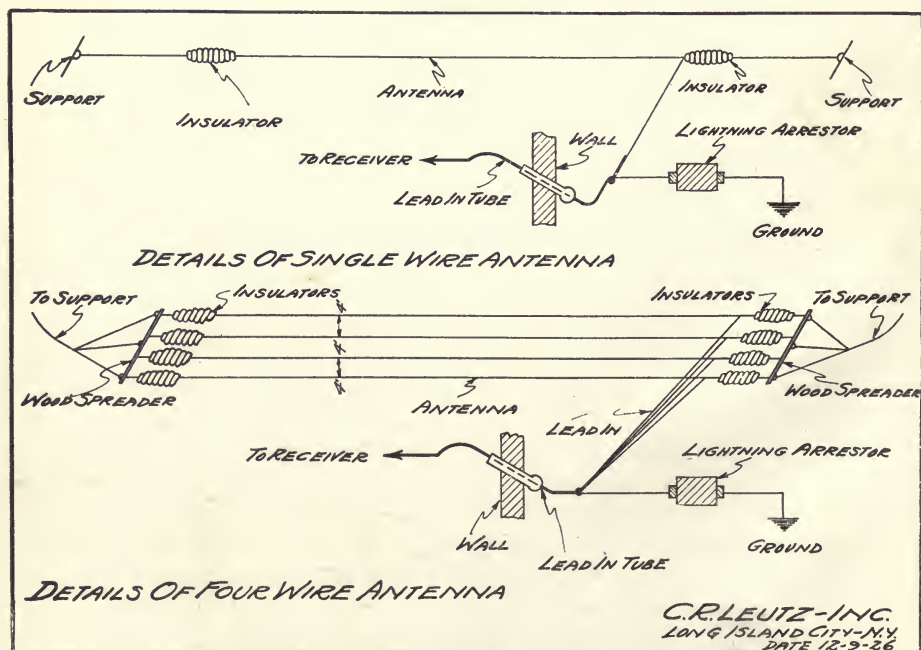 SUPPORT
INSULATOR
ANTENNA
INSULATOR
SUPPORT
WALL
LIGHTNING ARRESTOR
TO RECEIVER
LEAD IN TUBE
GROUND
DETAILS OF SINGLE WIRE ANTENNA
TO SUPPORT
INSULATORS
INSULATORS
TO SUPPORT
WOOD SPREADER
ANTENNA
WOOD SPREADER
LEAD IN
TO RECEIVER
LIGHTNING ARRESTOR
WALL
LEAD IN TUBE
GROUND
DETAILS OF FOUR WIRE ANTENNA
C.R.LEUTZ-INC.
LONG ISLAND CITY-N.Y.
DATE 12-9-26